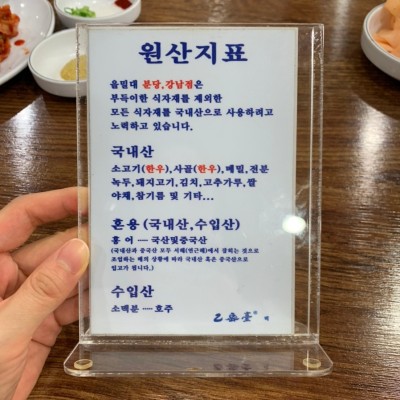 원산지표
을밀대 분당,강남점은
부득이한 식자재를 제외한
모든 식자재를 국내산으로 사용하려고
노력하고 있습니다.
국내산
소고기(한우),사골(한우),메밀,전분
녹두,돼지고기,김치,고추가루,쌀
야채,참기름 및 기타...
혼용 (국내산,수입산)
홍 어 ---- 국산및중국산
(국내산과 중국산 모두 서해(연근해)에서 잡히는 것으로
조업하는 배의 상황에 따라 국내산 혹은 중국산으로
입고가 됩니다.)
수입산
소맥분 ----- 호주
乙密臺 백